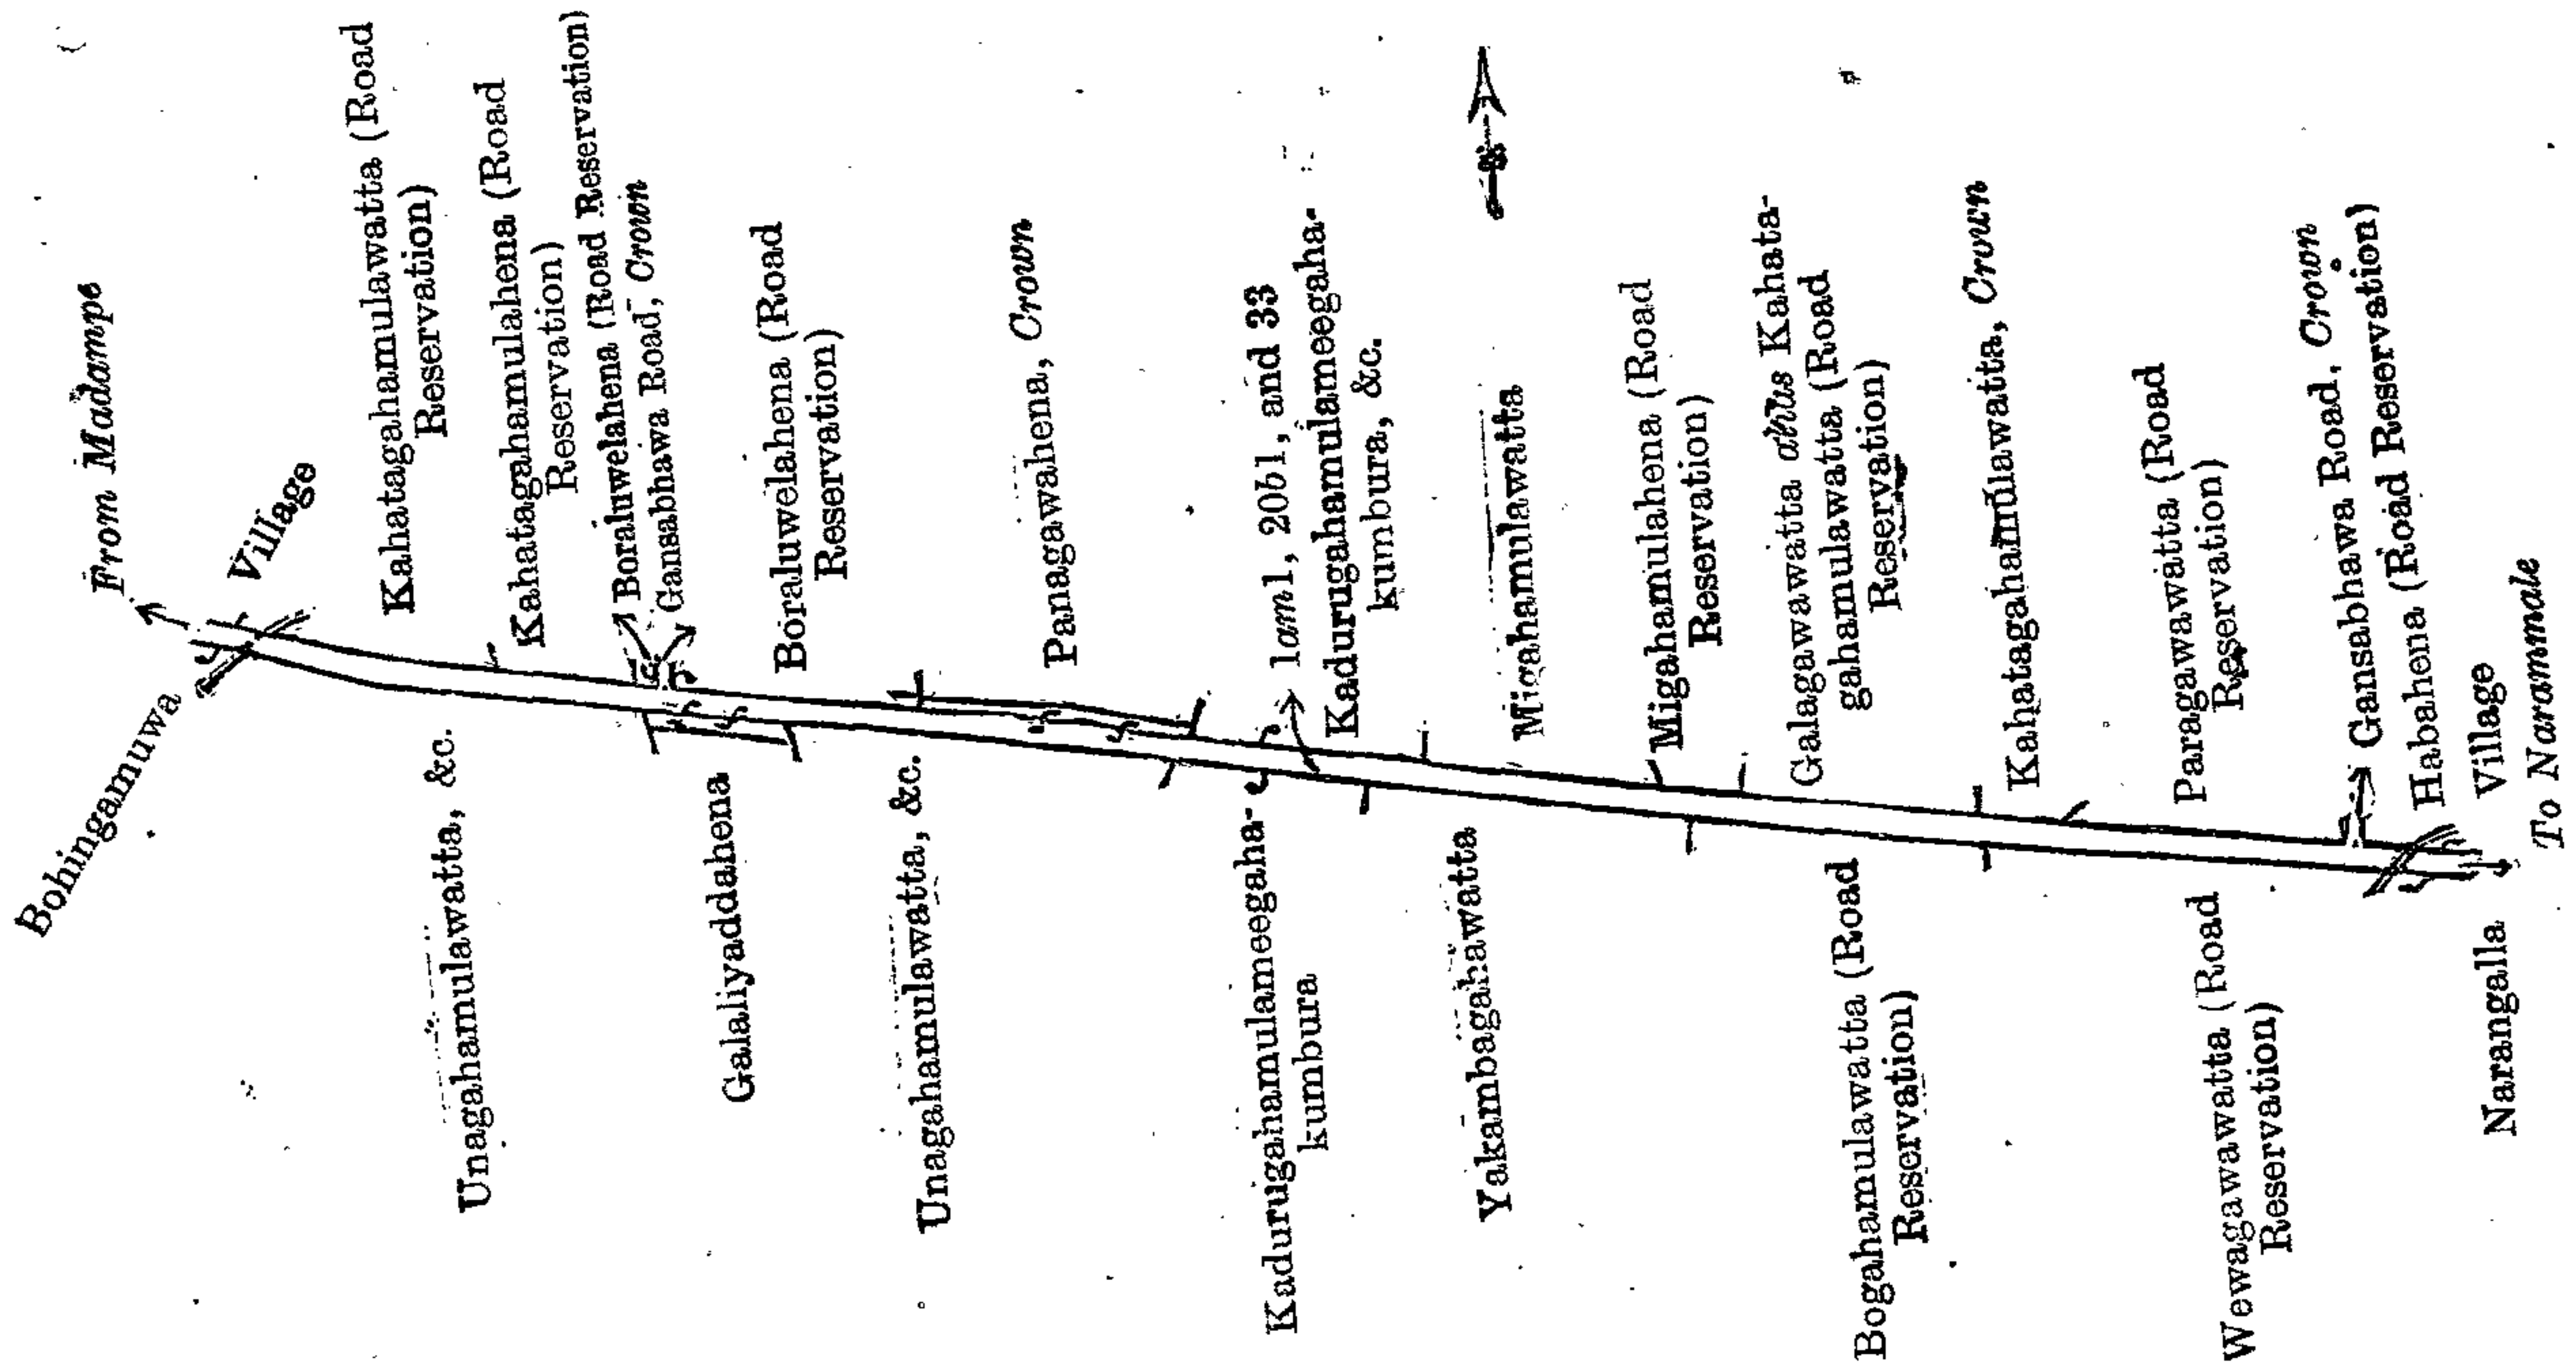 From Madampe
Bohingamuwa
Village
Kahatagahamulawatta (Road
Reservation)
Kahatagahamulahena (Road
Reservation)
Boraluwelahena (Road Reservation)
Gansabhawa Road, Crown
Boraluwelahena (Road
Reservation)
Panagawahena, Crown
1am1, 20b1, and 33
Kadurugahamulameegaha-
kumbura, &c.
Migahamulawatta
Migahamulahena (Road
Reservation)
Galagawawatta alias Kahata-
gahamulawatta (Road
Reservation)
Kahatagahamulawatta, Crown
Paragawawatta (Road
Reservation)
Gansabhawa Road, Crown
Habahena (Road Reservation)
Village
To Narammale
Unagahamulawatta, &c.
Galaliyaddahena
Unagahamulawatta, &c.
Kadurugahamulameegaha-
kumbura
Yakambagahawatta
Bogahamulawatta (Road
Reservation)
Wewagawawatta (Road
Reservation)
Narangalla